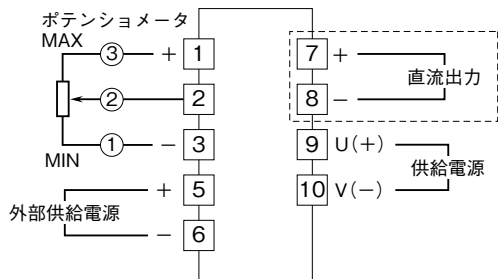 ポテンショメータ
MAX
③ + 1
② 2
① − 3
MIN
+ 5
外部供給電源
− 6
7 +
直流出力
8 −
9 U(+)
供給電源
10 V(−)